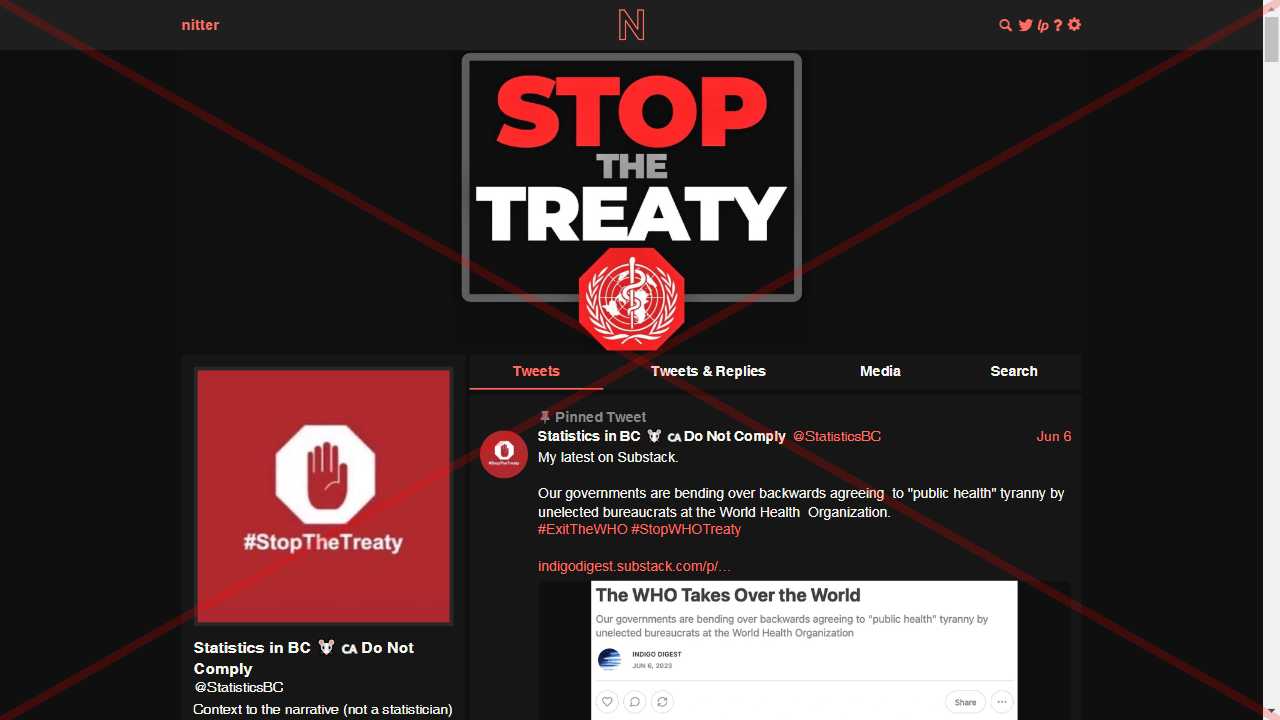 nitter
N
lp ?
STOP
THE
TREATY
Tweets
Tweets & Replies
Media
Search
#StopTheTreaty
Statistics in BC 🐭 CA Do Not
Comply
@StatisticsBC
Context to the narrative (not a statistician)
Pinned Tweet
Statistics in BC 🐭 CA Do Not Comply @StatisticsBC Jun 6
#StopTheTreaty
My latest on Substack.
Our governments are bending over backwards agreeing to "public health" tyranny by
unelected bureaucrats at the World Health Organization.
#ExitTheWHO #StopWHOTreaty
indigodigest.substack.com/p/…
The WHO Takes Over the World
Our governments are bending over backwards agreeing to "public health" tyranny by
unelected bureaucrats at the World Health Organization
INDIGO DIGEST
JUN 6, 2023
Share